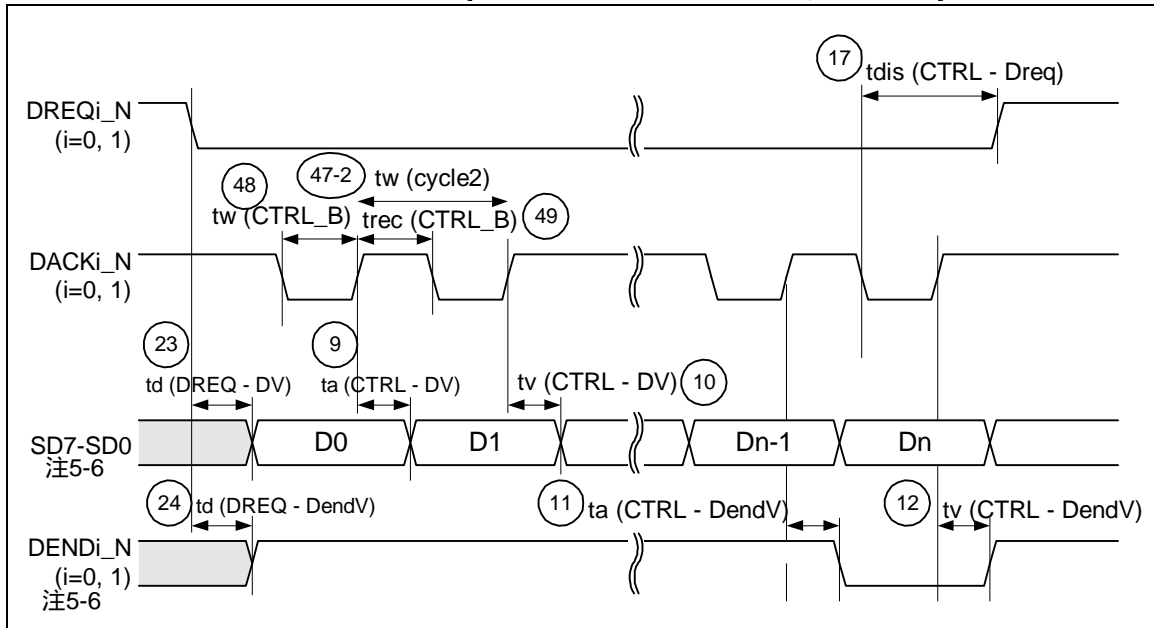 17
tdis (CTRL - Dreq)
DREQi_N
(i=0, 1)
47-2
tw (cycle2)
48
tw (CTRL_B)
trec (CTRL_B)
49
DACKi_N
(i=0, 1)
23
9
td (DREQ - DV)
ta (CTRL - DV)
tv (CTRL - DV)
10
SD7-SD0
注5-6
D0
D1
Dn-1
Dn
24
td (DREQ - DendV)
11
ta (CTRL - DendV)
12
tv (CTRL - DendV)
DENDi_N
(i=0, 1)
注5-6